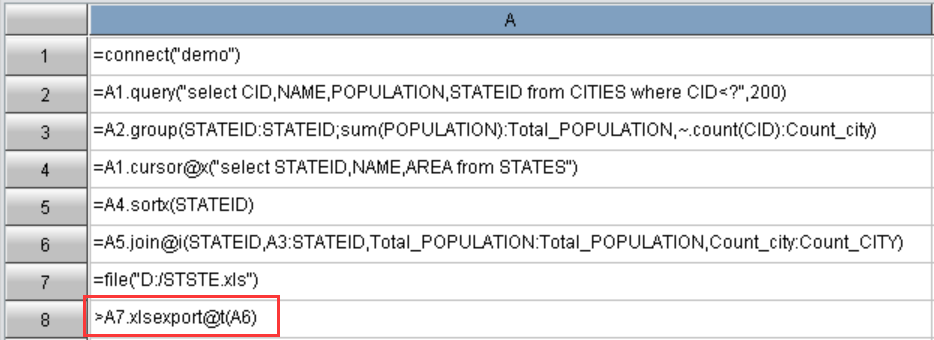 A
1 =connect("demo")
2 =A1.query("select CID,NAME,POPULATION,STATEID from CITIES where CID<?",200)
3 =A2.group(STATEID:STATEID;sum(POPULATION):Total_POPULATION,~.count(CID):Count_city)
4 =A1.cursor@x("select STATEID,NAME,AREA from STATES")
5 =A4.sortx(STATEID)
6 =A5.join@i(STATEID,A3:STATEID,Total_POPULATION:Total_POPULATION,Count_city:Count_CITY)
7 =file("D:/STSTE.xls")
8 >A7.xlsexport@t(A6)